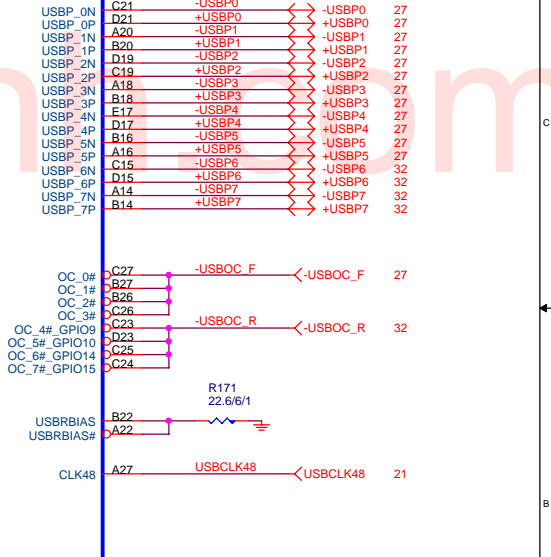 USBP_0N C21 -USBP0 -USBP0 27
USBP_0P D21 +USBP0 +USBP0 27
USBP_1N A20 -USBP1 -USBP1 27
USBP_1P B20 +USBP1 +USBP1 27
USBP_2N D19 -USBP2 -USBP2 27
USBP_2P C19 +USBP2 +USBP2 27
USBP_3N A18 -USBP3 -USBP3 27
USBP_3P B18 +USBP3 +USBP3 27
USBP_4N E17 -USBP4 -USBP4 27
USBP_4P D17 +USBP4 +USBP4 27
USBP_5N B16 -USBP5 -USBP5 27
USBP_5P A16 +USBP5 +USBP5 27
USBP_6N C15 -USBP6 -USBP6 32
USBP_6P D15 +USBP6 +USBP6 32
USBP_7N A14 -USBP7 -USBP7 32
USBP_7P B14 +USBP7 +USBP7 32
C
OC_0# C27 -USBOC_F -USBOC_F 27
OC_1# B27
OC_2# B26
OC_3# C26
OC_4#_GPIO9 C23 -USBOC_R -USBOC_R 32
OC_5#_GPIO10 D23
OC_6#_GPIO14 C25
OC_7#_GPIO15 C24
R171
22.6/6/1
USBRBIAS B22
USBRBIAS# A22
CLK48 A27 USBCLK48 USBCLK48 21
B